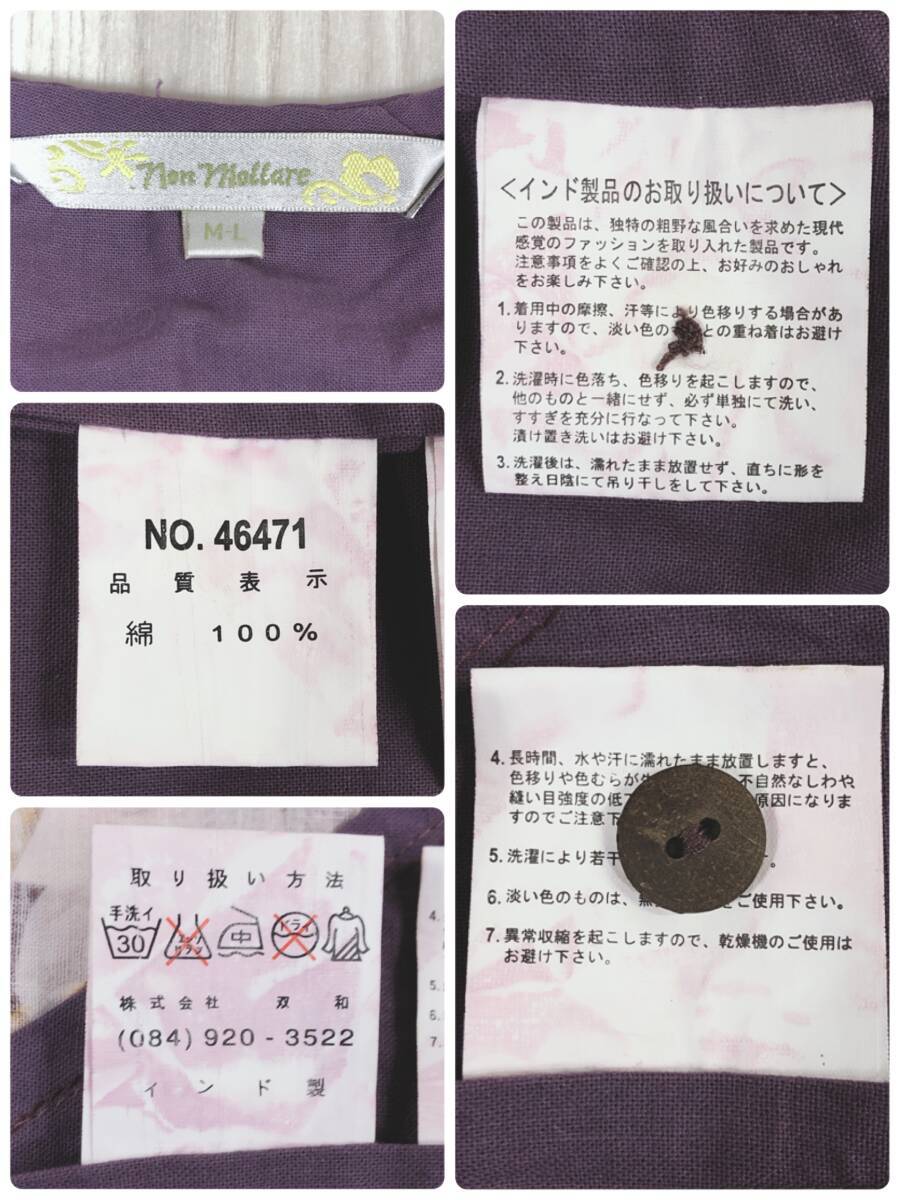 Non Mollare
M-L
NO. 46471
品質表示
綿 100%
取り扱い方法
手洗イ
30
中
ドライ
株式会社 双和
(084) 920 - 3522
インド製
4.
5.
6.
7.
<インド製品のお取り扱いについて>
この製品は、独特の粗野な風合いを求めた現代
感覚のファッションを取り入れた製品です。
注意事項をよくご確認の上、お好みのおしゃれ
をお楽しみ下さい。
1. 着用中の摩擦、汗等により色移りする場合があ
りますので、淡い色の との重ね着はお避け
下さい。
2. 洗濯時に色落ち、色移りを起こしますので、
他のものと一緒にせず、必ず単独にて洗い、
すすぎを充分に行なって下さい。
漬け置き洗いはお避け下さい。
3. 洗濯後は、濡れたまま放置せず、直ちに形を
整え日陰にて吊り干しをして下さい。
4. 長時間、水や汗に濡れたまま放置しますと、
色移りや色むらが 不自然なしわや
縫い目強度の低 原因になりま
すのでご注意下
5. 洗濯により若干 す。
6. 淡い色のものは、 をご使用下さい。
7. 異常収縮を起こしますので、乾燥機のご使用は
お避け下さい。